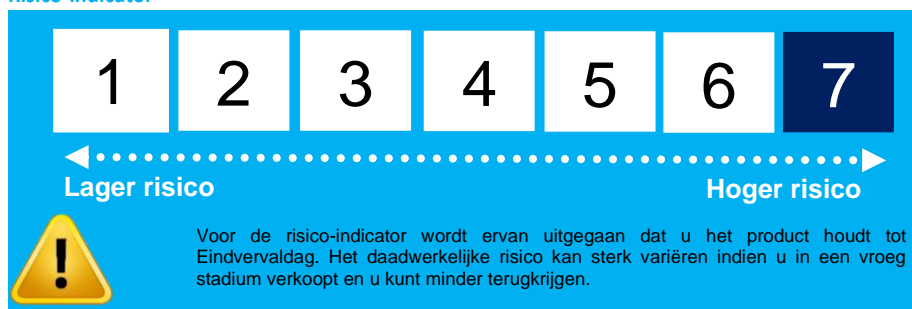 Risico-indicator
1 2 3 4 5 6 7
Lager risico Hoger risico
Voor de risico-indicator wordt ervan uitgegaan dat u het product houdt tot
Eindvervaldag. Het daadwerkelijke risico kan sterk variëren indien u in een vroeg
stadium verkoopt en u kunt minder terugkrijgen.